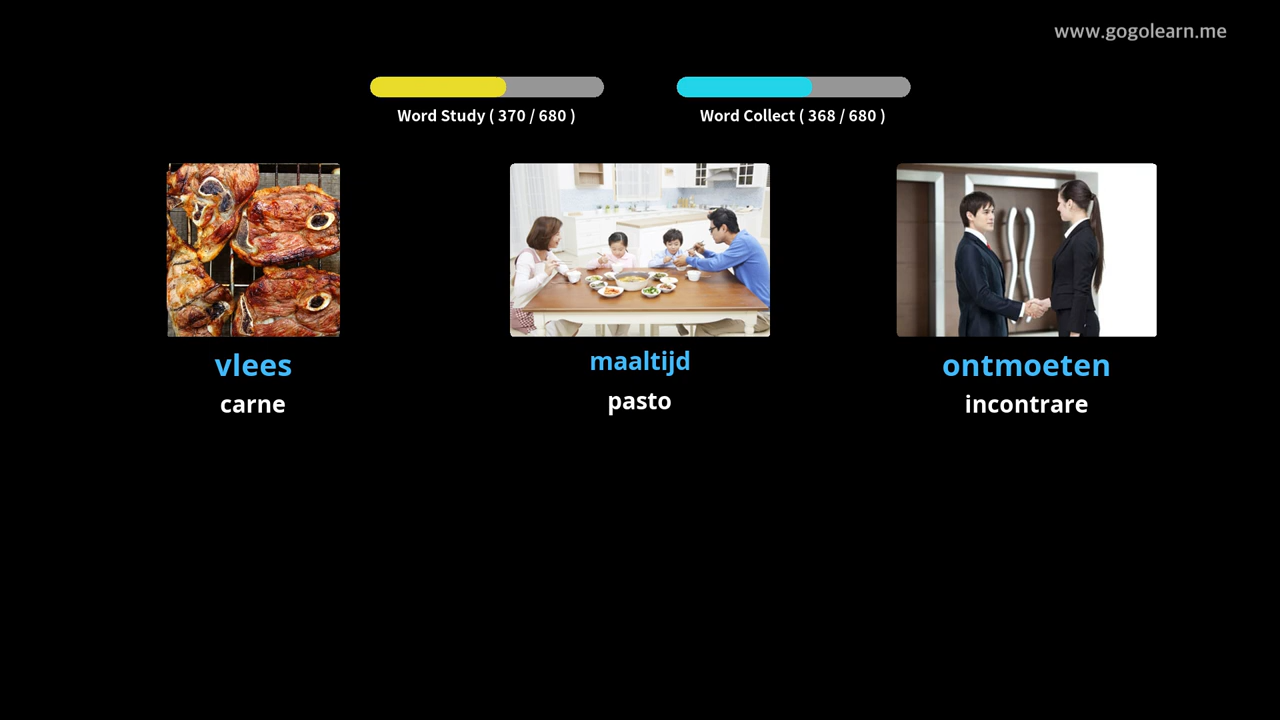 www.gogolearn.me
Word Study ( 370 / 680 )
Word Collect ( 368 / 680 )
vlees
carne
maaltijd
pasto
ontmoeten
incontrare